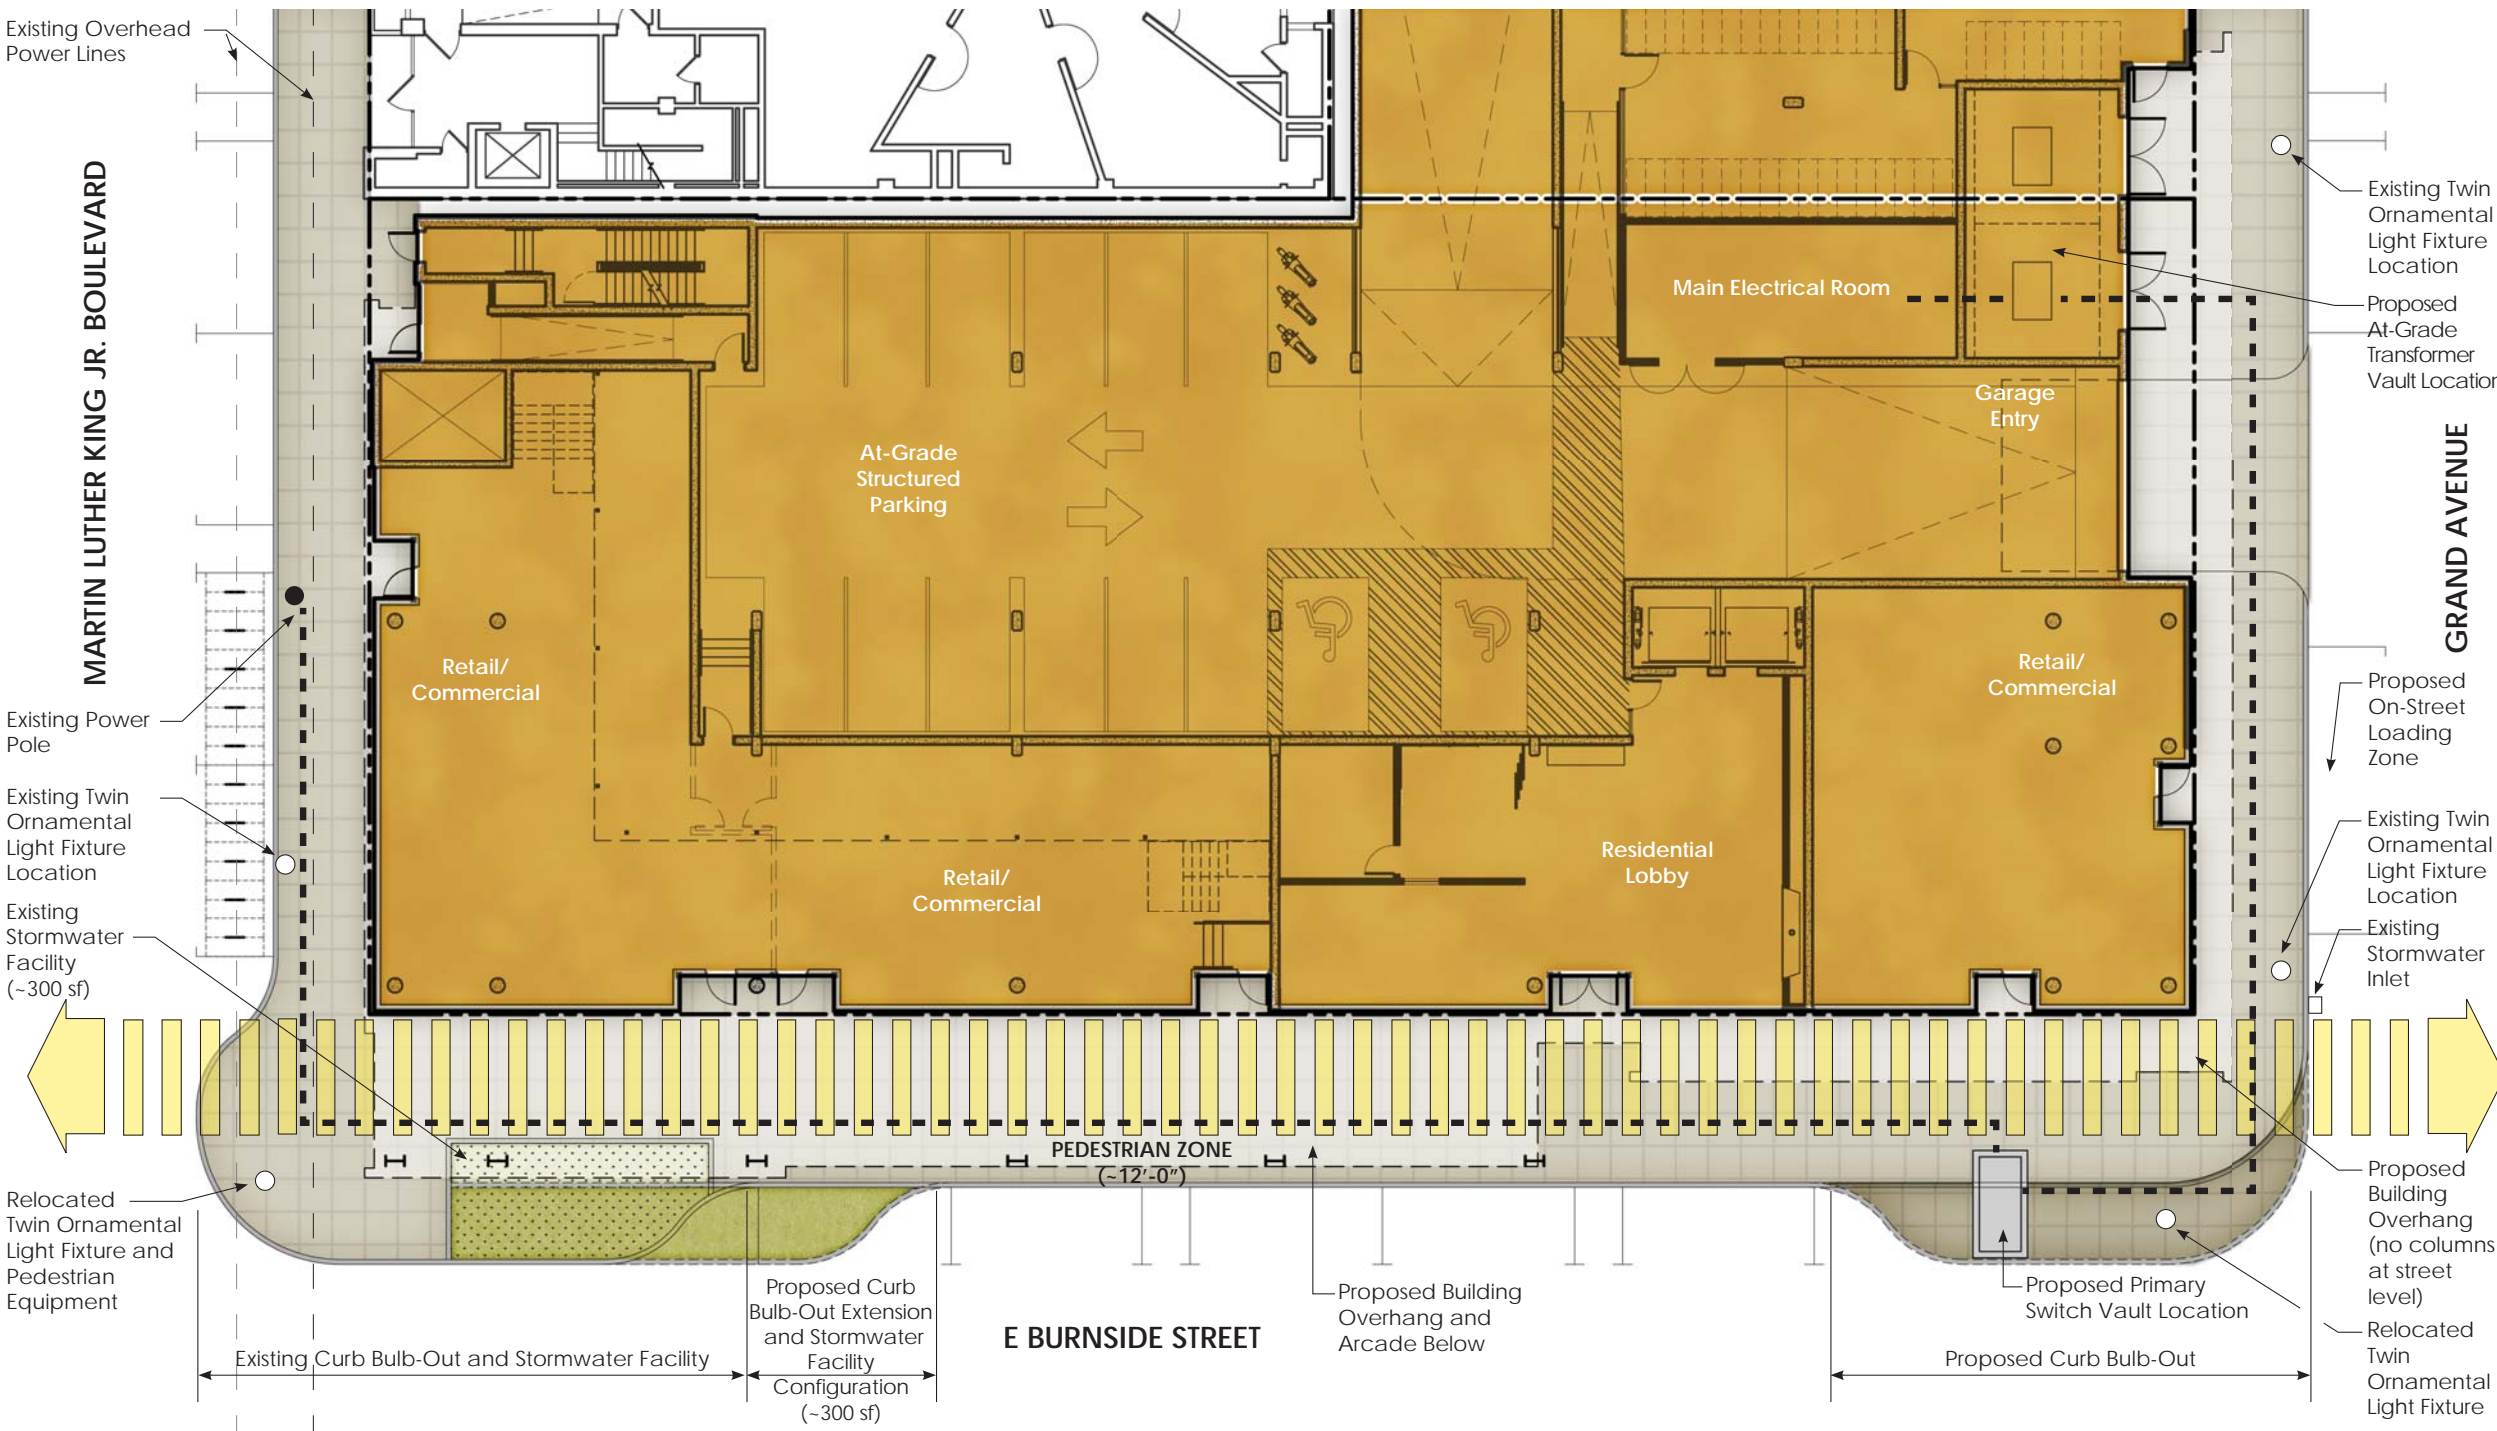 Existing Overhead
Power Lines
MARTIN LUTHER KING JR. BOULEVARD
Existing Power
Pole
Existing Twin
Ornamental
Light Fixture
Location
Existing
Stormwater
Facility
(~300 sf)
Relocated
Twin Ornamental
Light Fixture and
Pedestrian
Equipment
Main Electrical Room
Garage
Entry
At-Grade
Structured
Parking
Retail/
Commercial
Retail/
Commercial
Retail/
Commercial
Residential
Lobby
PEDESTRIAN ZONE
(~12'-0")
Existing Curb Bulb-Out and Stormwater Facility
Proposed Curb
Bulb-Out Extension
and Stormwater
Facility
Configuration
(~300 sf)
E BURNSIDE STREET
Proposed Building
Overhang and
Arcade Below
Proposed Primary
Switch Vault Location
Proposed Curb Bulb-Out
Existing Twin
Ornamental
Light Fixture
Location
Proposed
At-Grade
Transformer
Vault Location
GRAND AVENUE
Proposed
On-Street
Loading
Zone
Existing Twin
Ornamental
Light Fixture
Location
Existing
Stormwater
Inlet
Proposed
Building
Overhang
(no columns
at street
level)
Relocated
Twin
Ornamental
Light Fixture